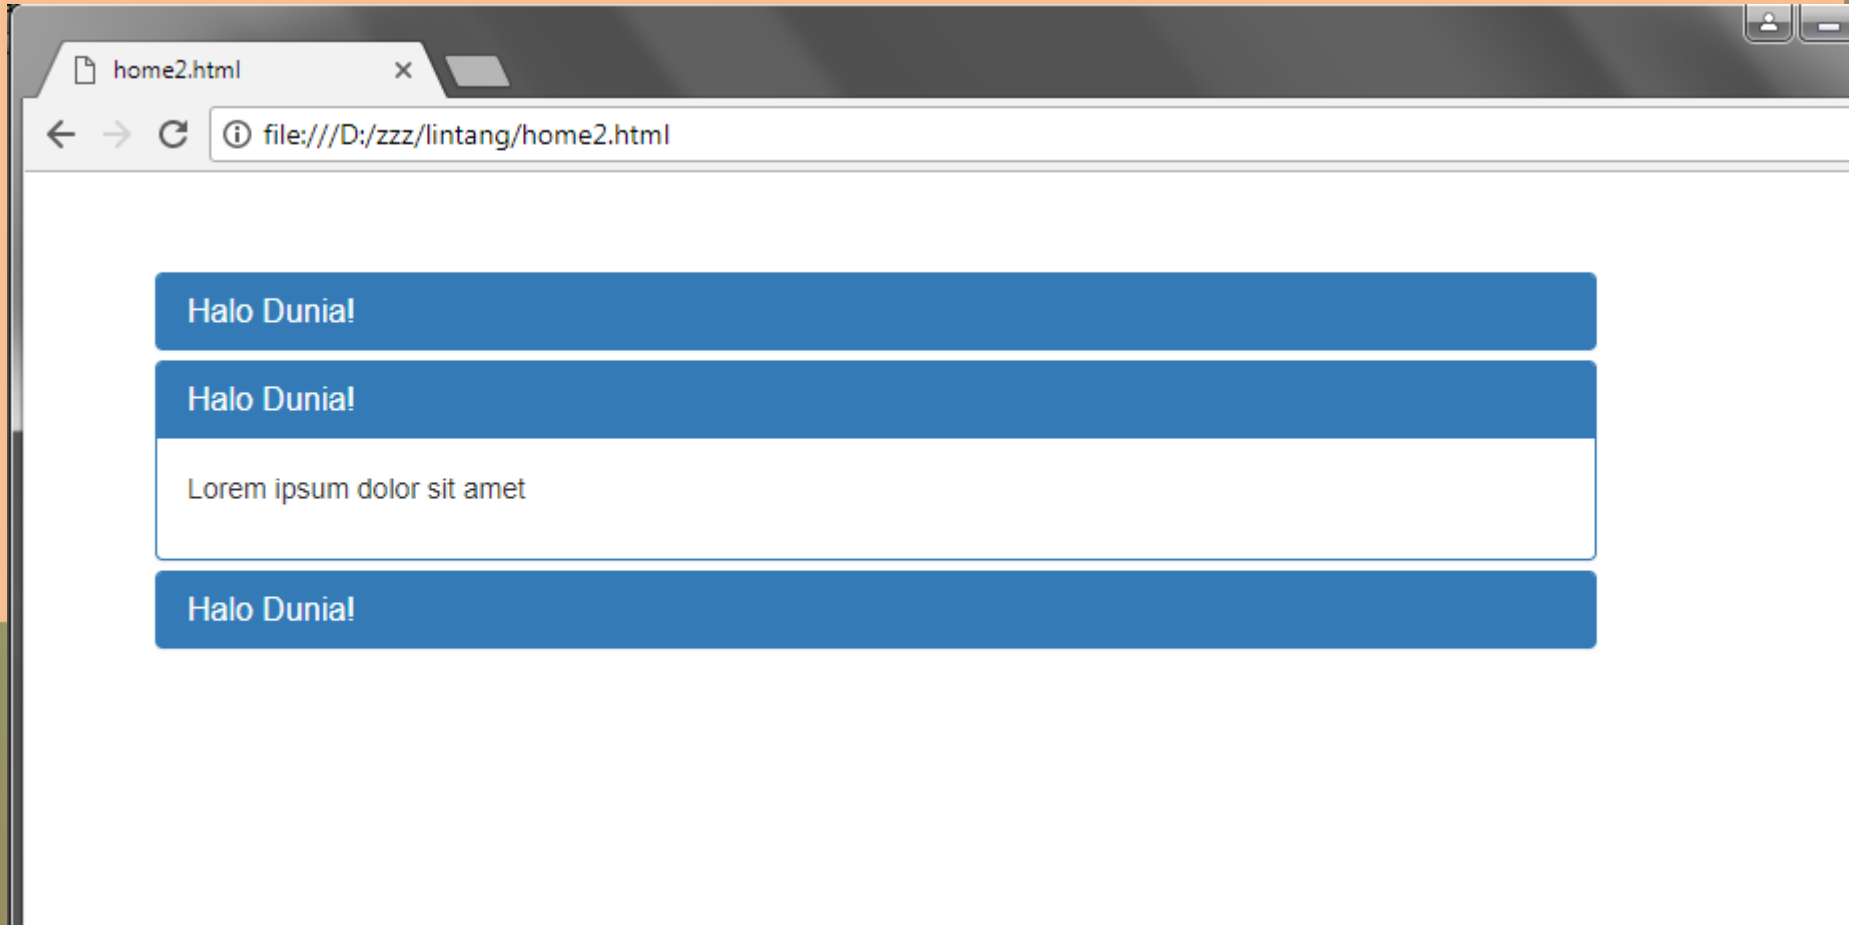 home2.html
file:///D:/zzz/lintang/home2.html
Halo Dunia!
Halo Dunia!
Lorem ipsum dolor sit amet
Halo Dunia!